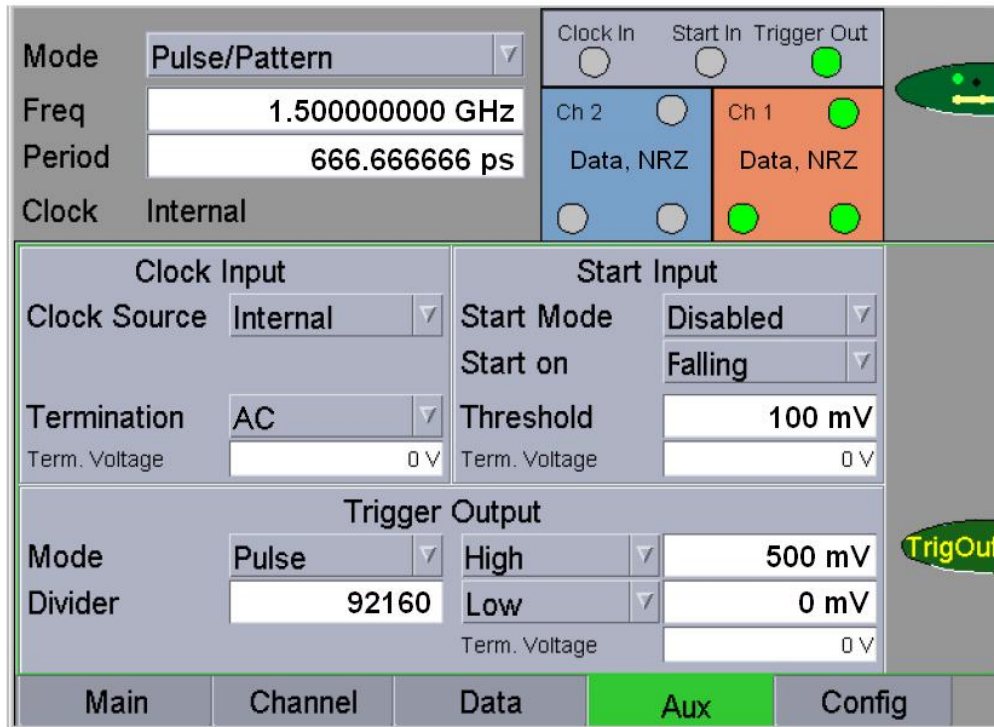 Mode Pulse/Pattern
Freq 1.500000000 GHz
Period 666.666666 ps
Clock Internal
Clock In Start In Trigger Out
Ch 2 Ch 1
Data, NRZ Data, NRZ
Clock Input
Clock Source Internal
Termination AC
Term. Voltage 0 V
Start Input
Start Mode Disabled
Start on Falling
Threshold 100 mV
Term. Voltage 0 V
Trigger Output
Mode Pulse High 500 mV
Divider 92160 Low 0 mV
Term. Voltage 0 V
TrigOu
Main Channel Data Aux Config